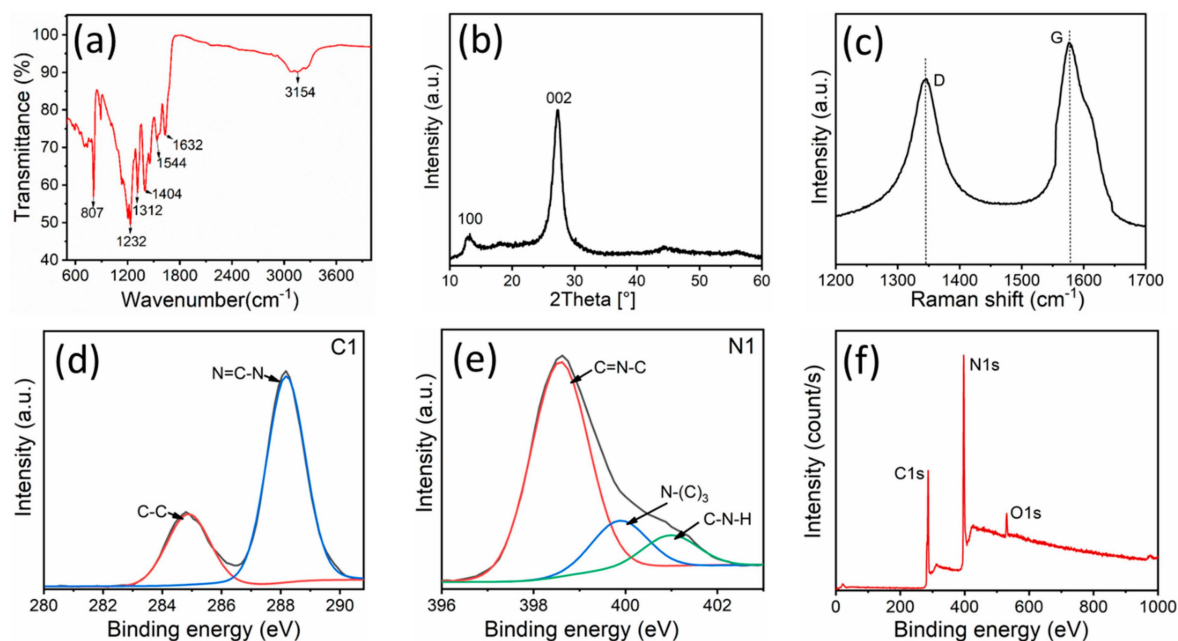 (a)
Transmittance (%)
100
90
80
70
60
50
40
807
1232
1312
1404
1544
1632
3154
600 1200 1800 2400 3000 3600
Wavenumber(cm⁻¹)
(b)
Intensity (a.u.)
100
002
10 20 30 40 50 60
2Theta [°]
(c)
Intensity (a.u.)
D
G
1200 1300 1400 1500 1600 1700
Raman shift (cm⁻¹)
(d)
C1
Intensity (a.u.)
N=C-N
C-C
280 282 284 286 288 290
Binding energy (eV)
(e)
N1
Intensity (a.u.)
C=N-C
N-(C)₃
C-N-H
396 398 400 402
Binding energy (eV)
(f)
Intensity (count/s)
N1s
C1s
O1s
0 200 400 600 800 1000
Binding energy (eV)